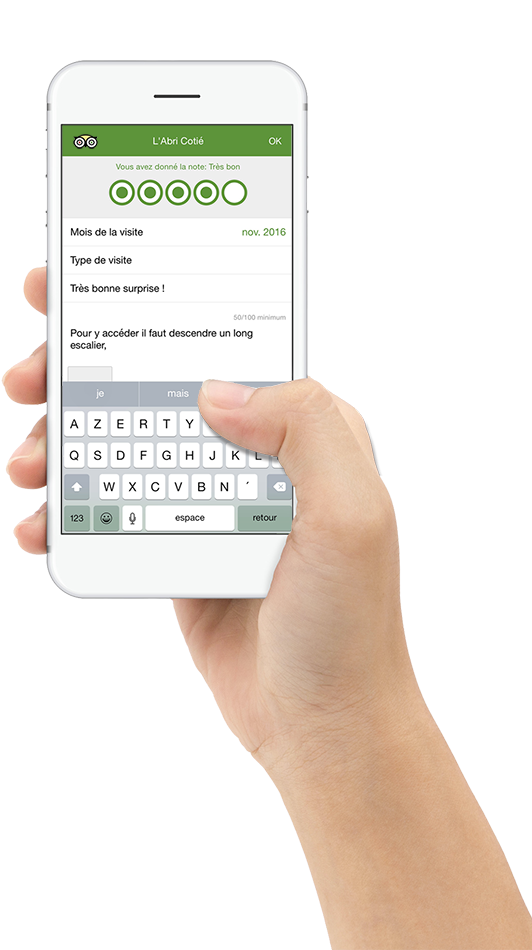 L'Abri Cotié OK
Vous avez donné la note: Très bon
Mois de la visite nov. 2016
Type de visite
Très bonne surprise !
50/100 minimum
Pour y accéder il faut descendre un long
escalier,
je mais
A Z E R T Y
Q S D F G H J K L
W X C V B N ´
123 espace retour